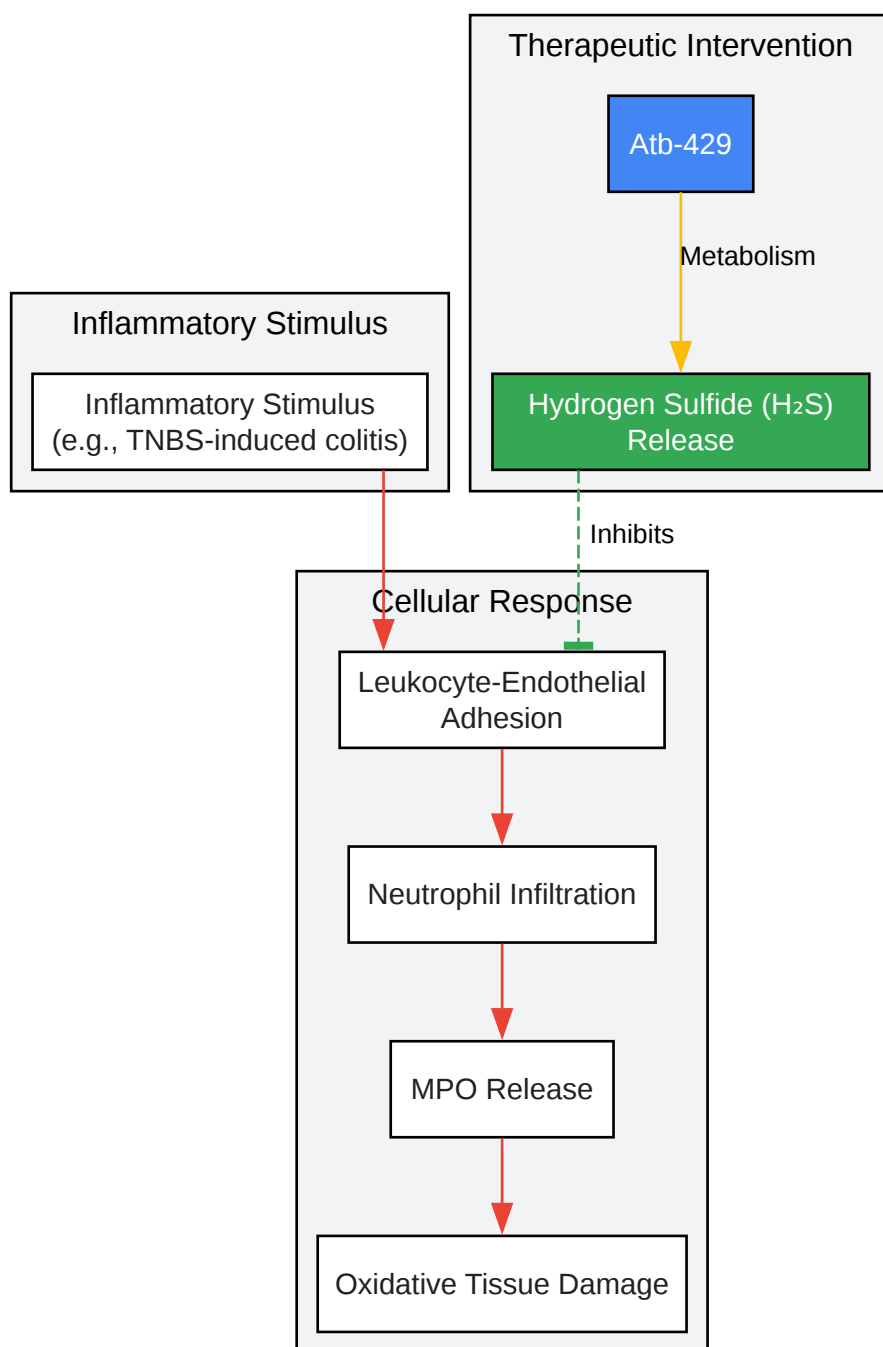 Therapeutic Intervention
Atb-429
Metabolism
Inflammatory Stimulus
Inflammatory Stimulus
(e.g., TNBS-induced colitis)
Hydrogen Sulfide (H₂S)
Release
Inhibits
Cellular Response
Leukocyte-Endothelial
Adhesion
Neutrophil Infiltration
MPO Release
Oxidative Tissue Damage